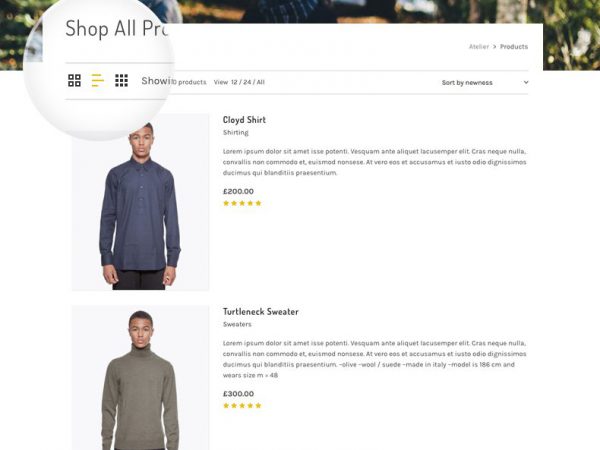 Shop All Pro
Atelier > Products
Showi 0 products View 12 / 24 / All Sort by newness
Cloyd Shirt
Shirting
Lorem ipsum dolor sit amet isse potenti. Vesquam ante aliquet lacusemper elit. Cras neque nulla,
convallis non commodo et, euismod nonsese. At vero eos et accusamus et iusto odio dignissimos
ducimus qui blanditiis praesentium.
£200.00
Turtleneck Sweater
Sweaters
Lorem ipsum dolor sit amet isse potenti. Vesquam ante aliquet lacusemper elit. Cras neque nulla,
convallis non commodo et, euismod nonsese. At vero eos et accusamus et iusto odio dignissimos
ducimus qui blanditiis praesentium. -olive -wool / suede -made in italy -model is 186 cm and
wears size m = 48
£300.00